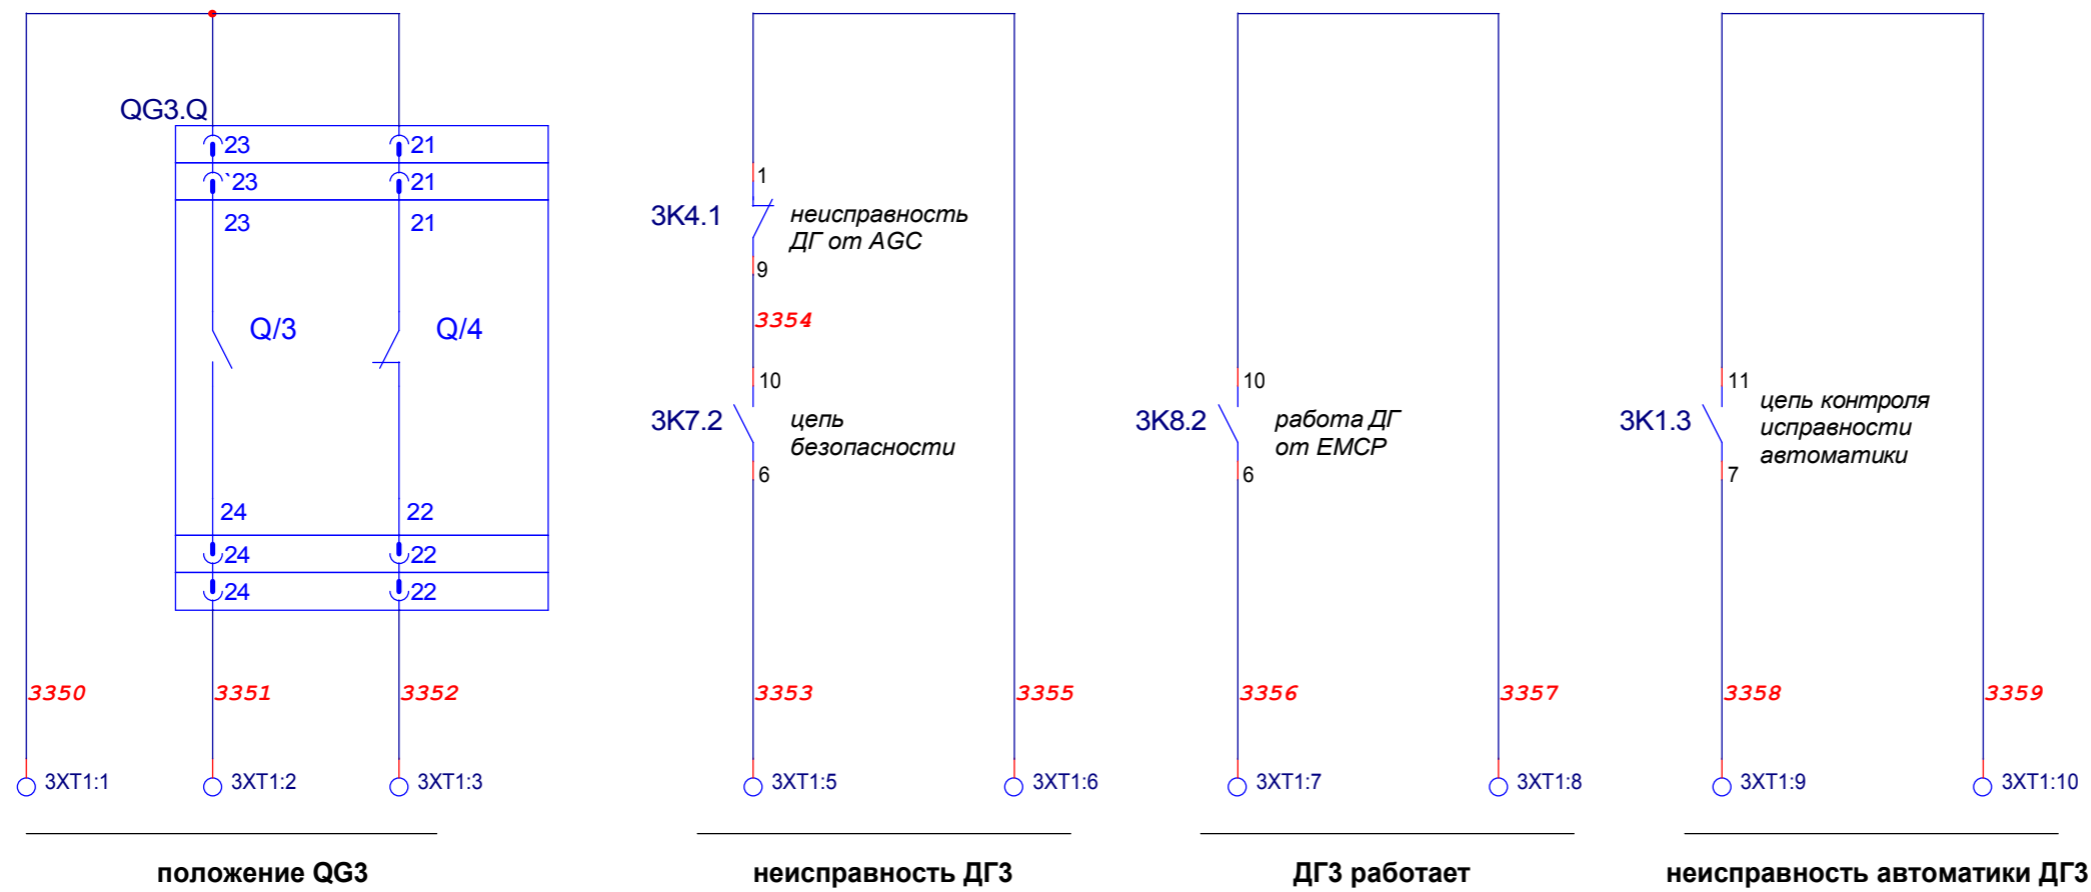 QG3.Q
23
21
`23
21
23
21
Q/3
Q/4
24
22
24
22
24
22
3350
3351
3352
3XT1:1
3XT1:2
3XT1:3
положение QG3
1
3K4.1
неисправность
ДГ от AGC
9
3354
10
3K7.2
цепь
безопасности
6
3353
3355
3XT1:5
3XT1:6
неисправность ДГ3
10
3K8.2
работа ДГ
от EMCP
6
3356
3357
3XT1:7
3XT1:8
ДГ3 работает
11
3K1.3
цепь контроля
исправности
автоматики
7
3358
3359
3XT1:9
3XT1:10
неисправность автоматики ДГ3